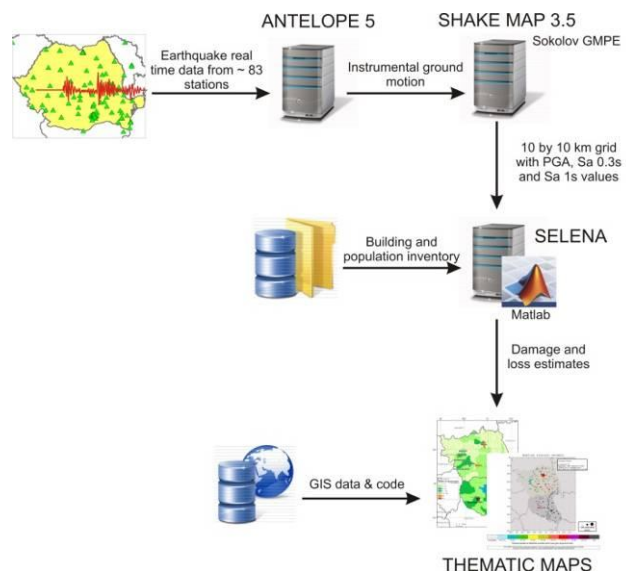 ANTELOPE 5
SHAKE MAP 3.5
Sokolov GMPE
Earthquake real
time data from ~ 83
stations
Instrumental ground
motion
10 by 10 km grid
with PGA, Sa 0.3s
and Sa 1s values
Building and
population inventory
SELENA
Matlab
Damage and
loss estimates
GIS data & code
THEMATIC MAPS